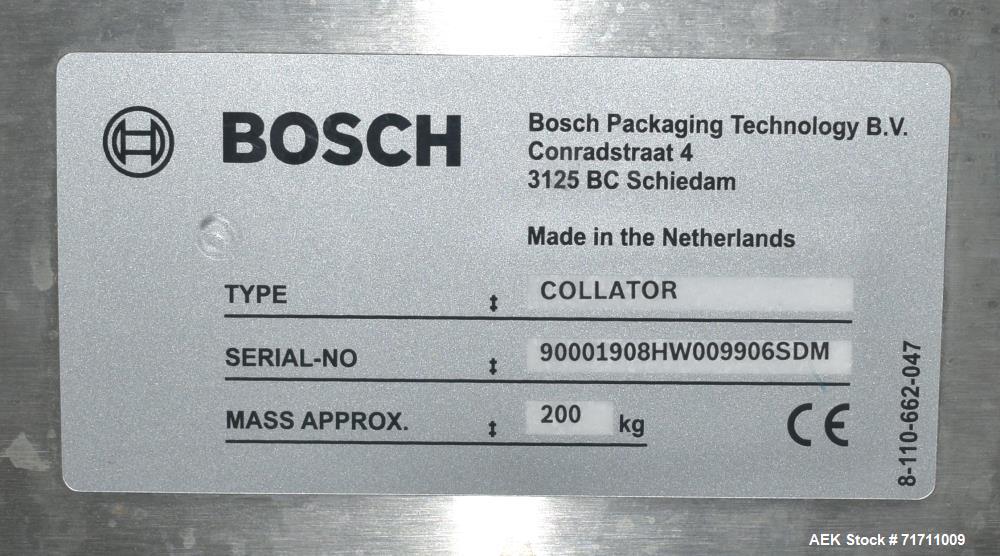 BOSCH
Bosch Packaging Technology B.V.
Conradstraat 4
3125 BC Schiedam
Made in the Netherlands
TYPE : COLLATOR
SERIAL-NO : 90001908HW009906SDM
MASS APPROX. : 200 kg
CE
8-110-662-047
AEK Stock # 71711009